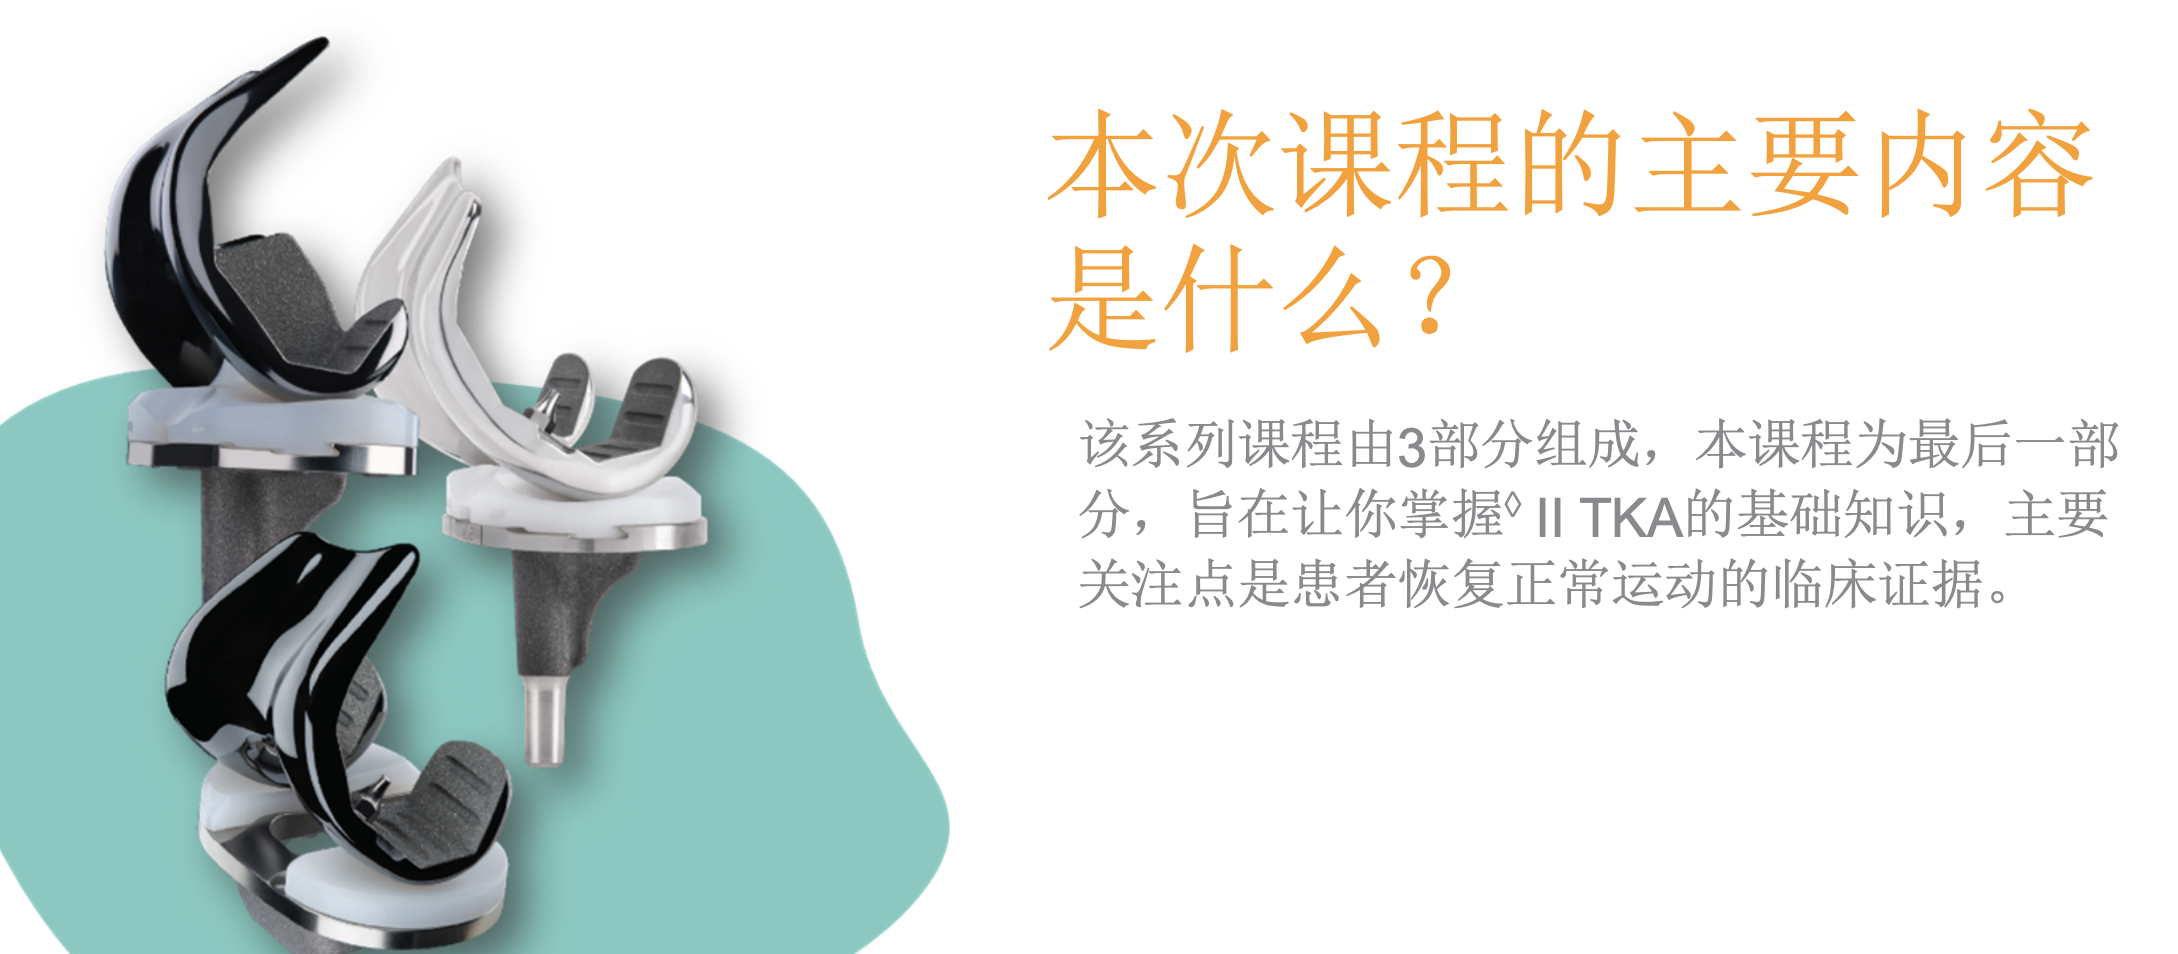 本次课程的主要内容
是什么？
该系列课程由3部分组成，本课程为最后一部
分，旨在让你掌握◊ II TKA的基础知识，主要
关注点是患者恢复正常运动的临床证据。